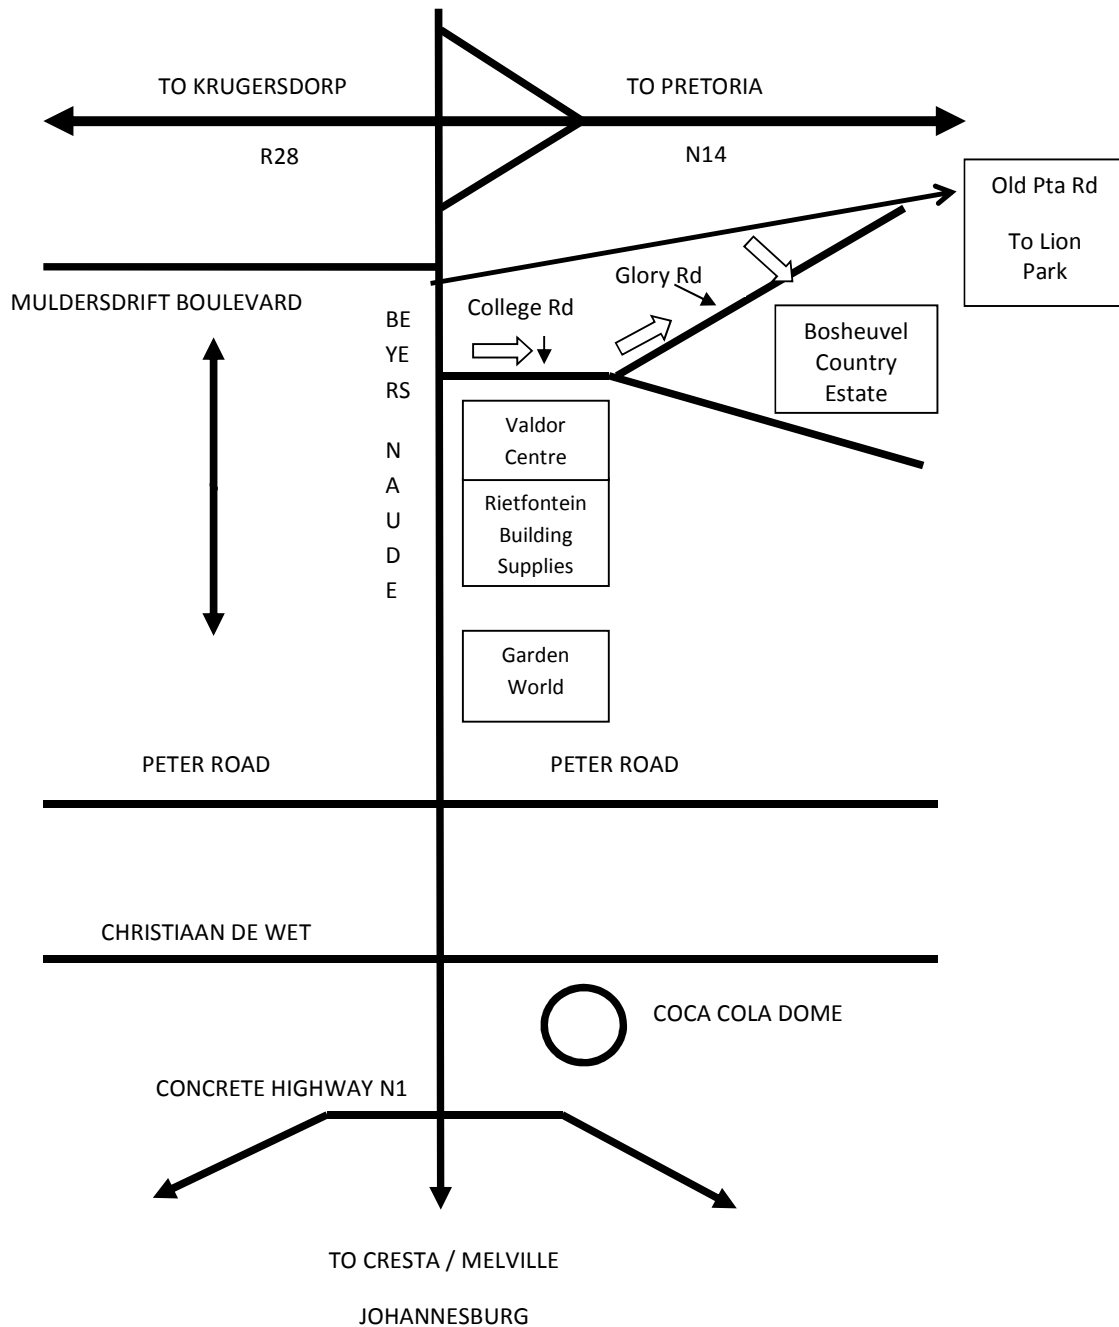 TO KRUGERSDORP
TO PRETORIA
R28
N14
Old Pta Rd
To Lion
Park
MULDERSDRIFT BOULEVARD
Glory Rd
College Rd
BE
YE
RS
N
A
U
D
E
Bosheuvel
Country
Estate
Valdor
Centre
Rietfontein
Building
Supplies
Garden
World
PETER ROAD
PETER ROAD
CHRISTIAAN DE WET
COCA COLA DOME
CONCRETE HIGHWAY N1
TO CRESTA / MELVILLE
JOHANNESBURG